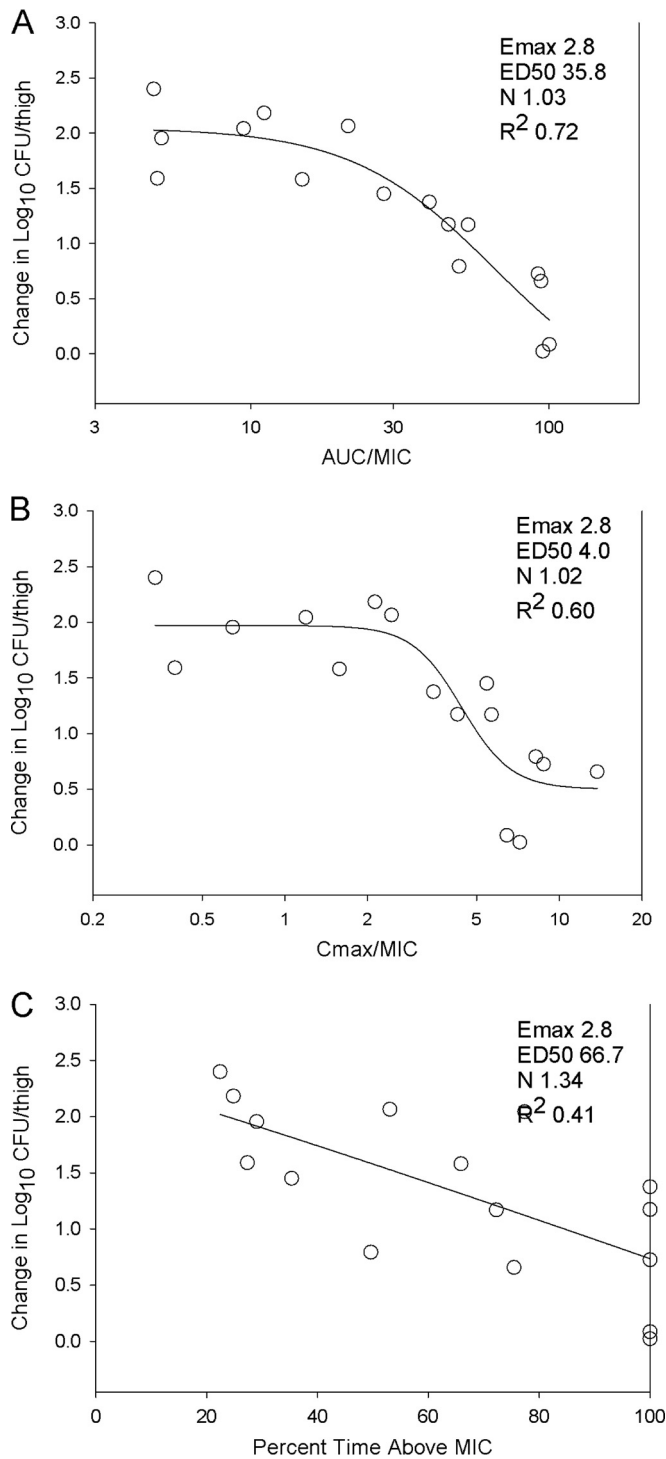 A
Emax 2.8
ED50 35.8
N 1.03
R2 0.72
3.0
2.5
2.0
1.5
1.0
0.5
0.0
Change in Log10 CFU/thigh
3 10 30 100
AUC/MIC
B
Emax 2.8
ED50 4.0
N 1.02
R2 0.60
3.0
2.5
2.0
1.5
1.0
0.5
0.0
Change in Log10 CFU/thigh
0.2 0.5 1 2 5 10 20
Cmax/MIC
C
Emax 2.8
ED50 66.7
N 1.34
R2 0.41
3.0
2.5
2.0
1.5
1.0
0.5
0.0
Change in Log10 CFU/thigh
0 20 40 60 80 100
Percent Time Above MIC